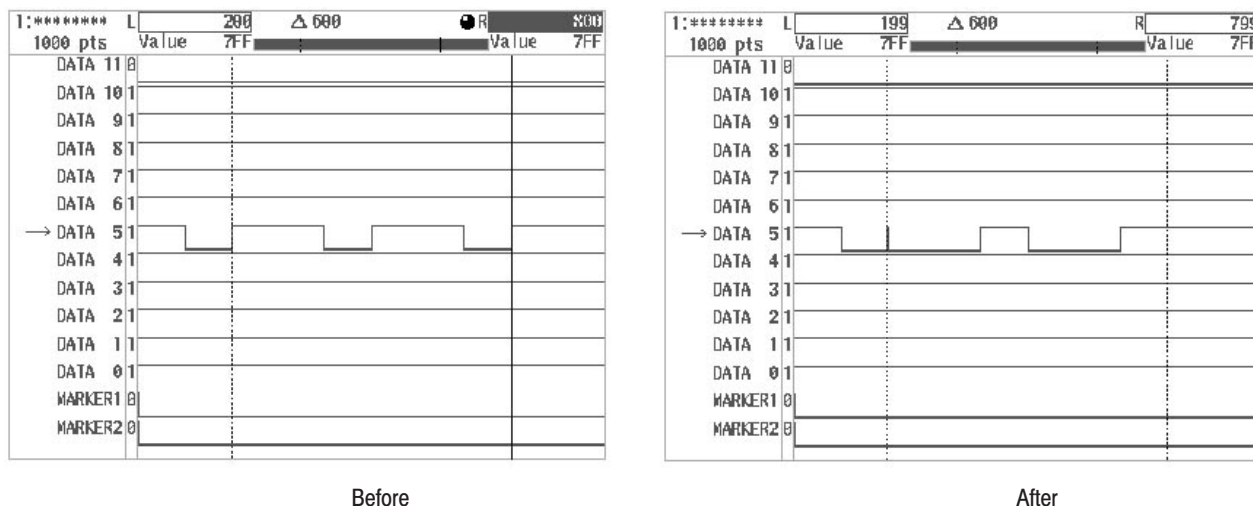 1:******** L 200 △600 R 800
1000 pts Value 7FF Value 7FF
DATA 11 0
DATA 10 1
DATA 9 1
DATA 8 1
DATA 7 1
DATA 6 1
→ DATA 5 1
DATA 4 1
DATA 3 1
DATA 2 1
DATA 1 1
DATA 0 1
MARKER1 0
MARKER2 0
Before
1:******** L 199 △600 R 799
1000 pts Value 7FF Value 7FF
DATA 11 0
DATA 10 1
DATA 9 1
DATA 8 1
DATA 7 1
DATA 6 1
→ DATA 5 1
DATA 4 1
DATA 3 1
DATA 2 1
DATA 1 1
DATA 0 1
MARKER1 0
MARKER2 0
After